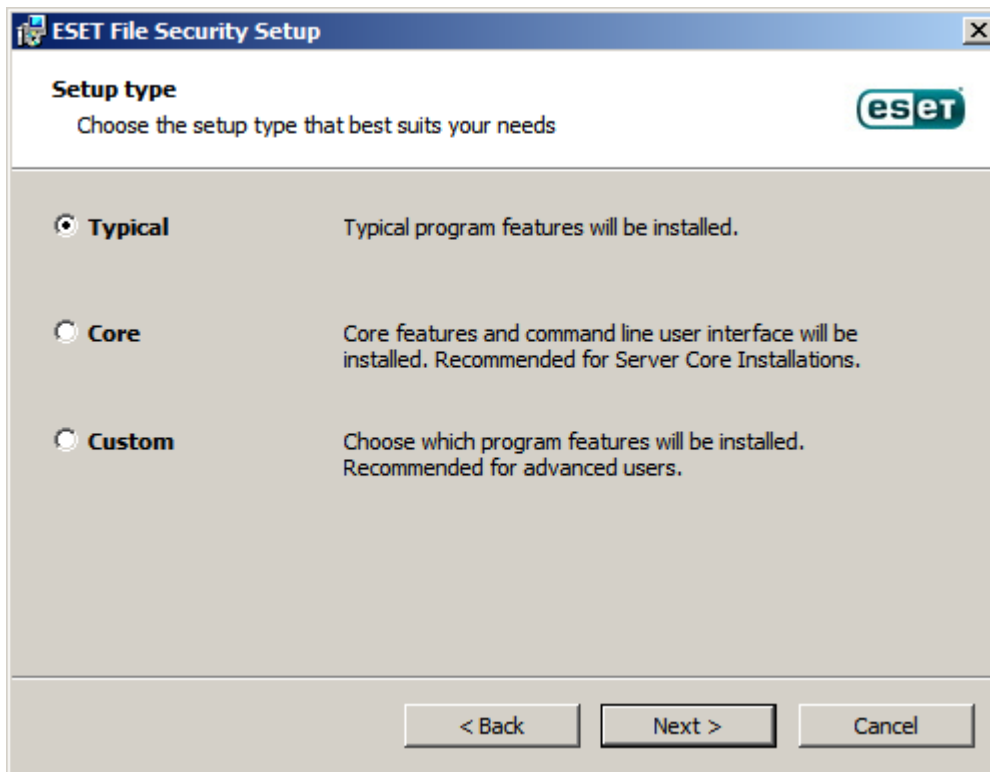 ESET File Security Setup
Setup type
Choose the setup type that best suits your needs
eset
Typical
Typical program features will be installed.
Core
Core features and command line user interface will be
installed. Recommended for Server Core Installations.
Custom
Choose which program features will be installed.
Recommended for advanced users.
< Back
Next >
Cancel